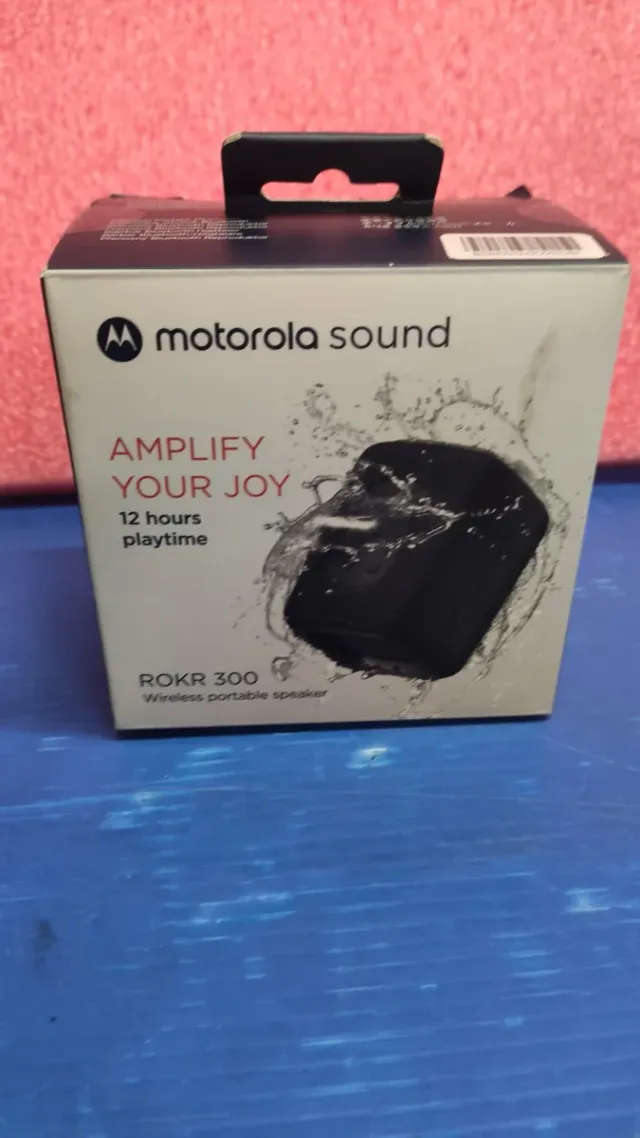 motorola sound
AMPLIFY
YOUR JOY
12 hours
playtime
ROKR 300
Wireless portable speaker